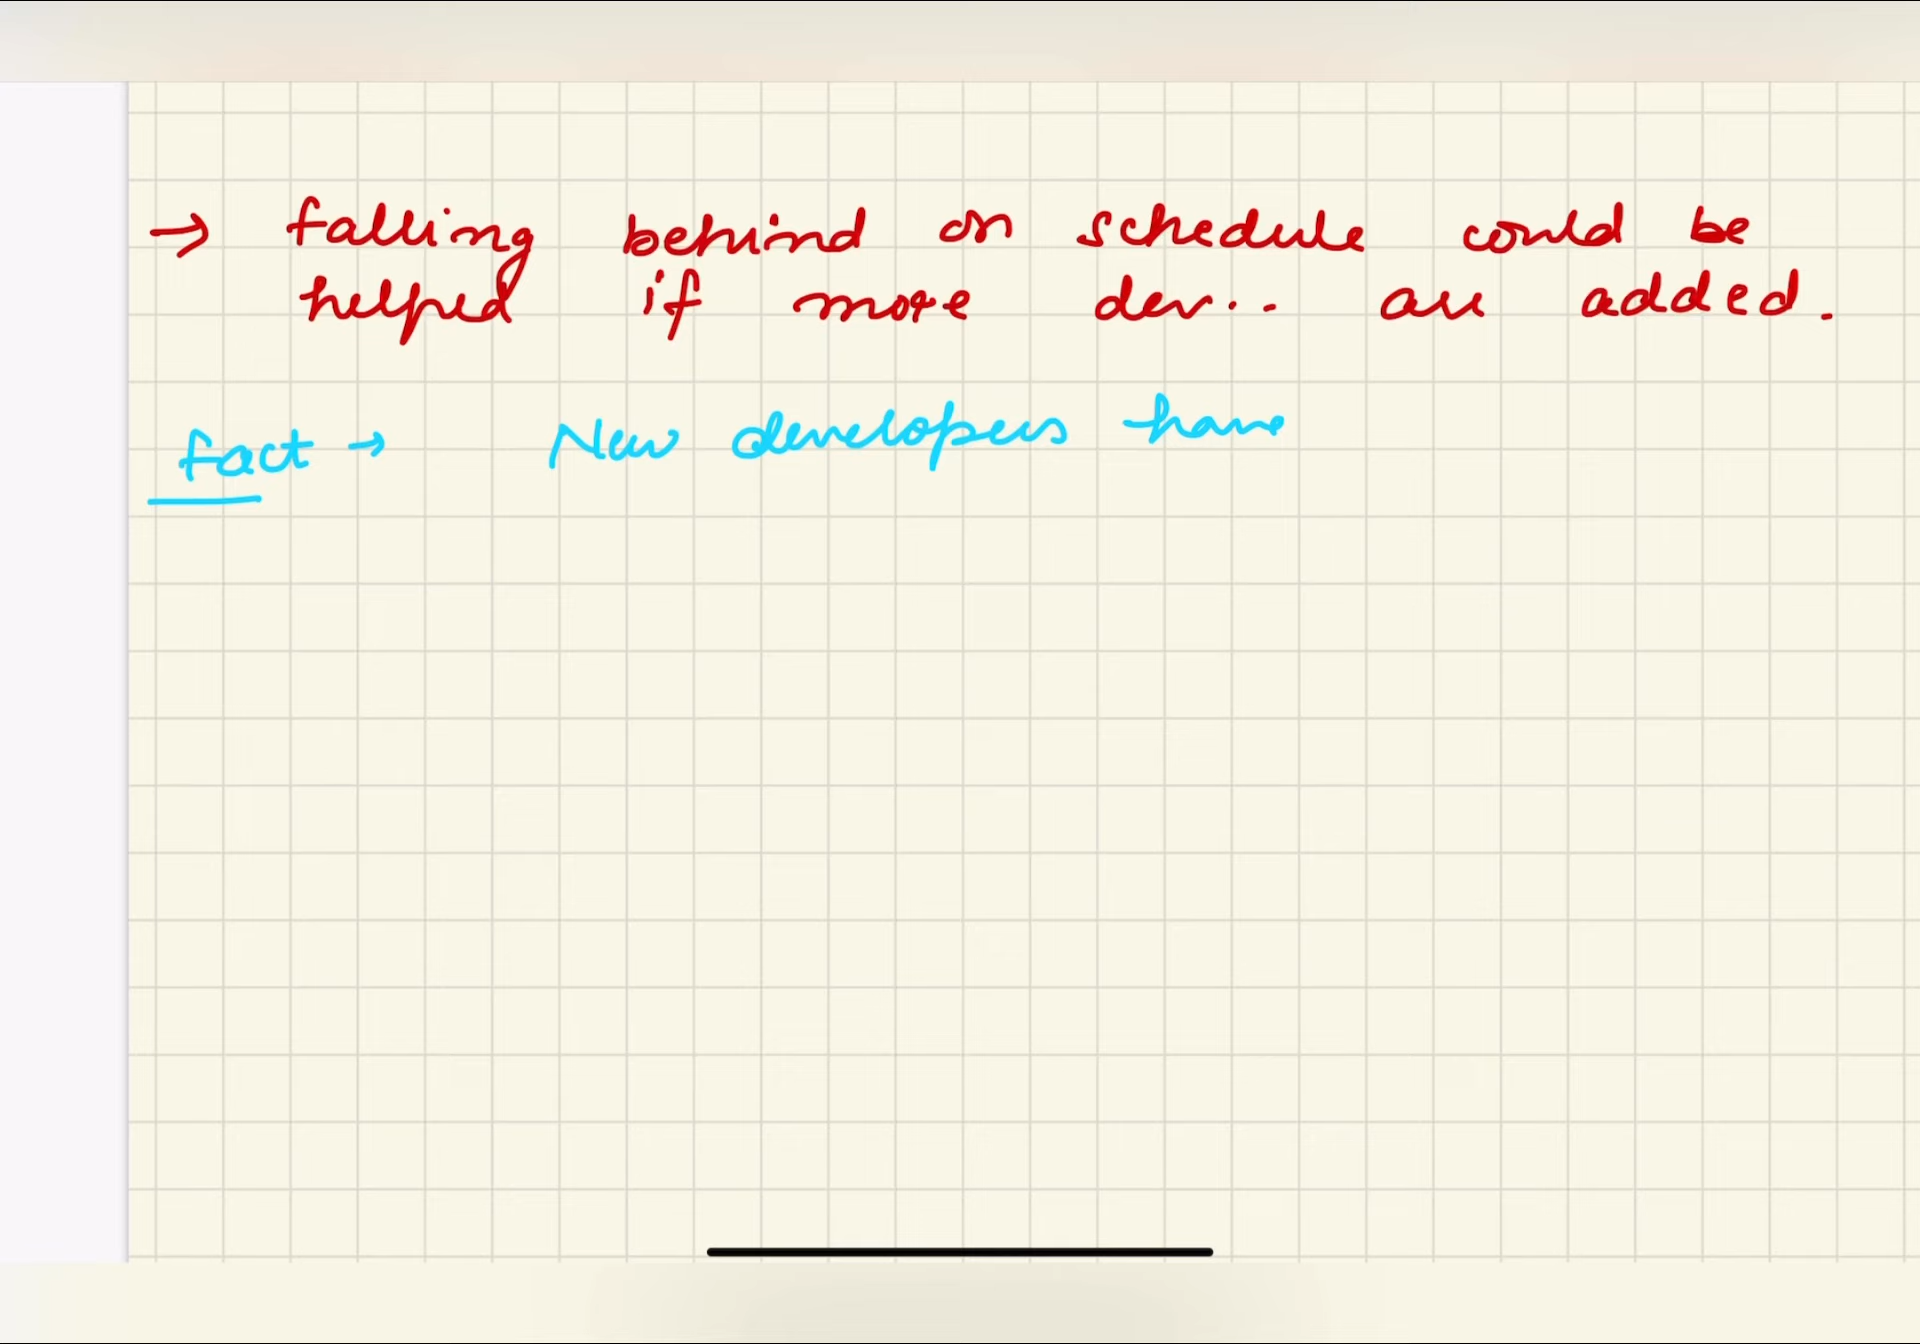 → falling behind on schedule could be
helped if more dev.. are added.
fact → New developers have